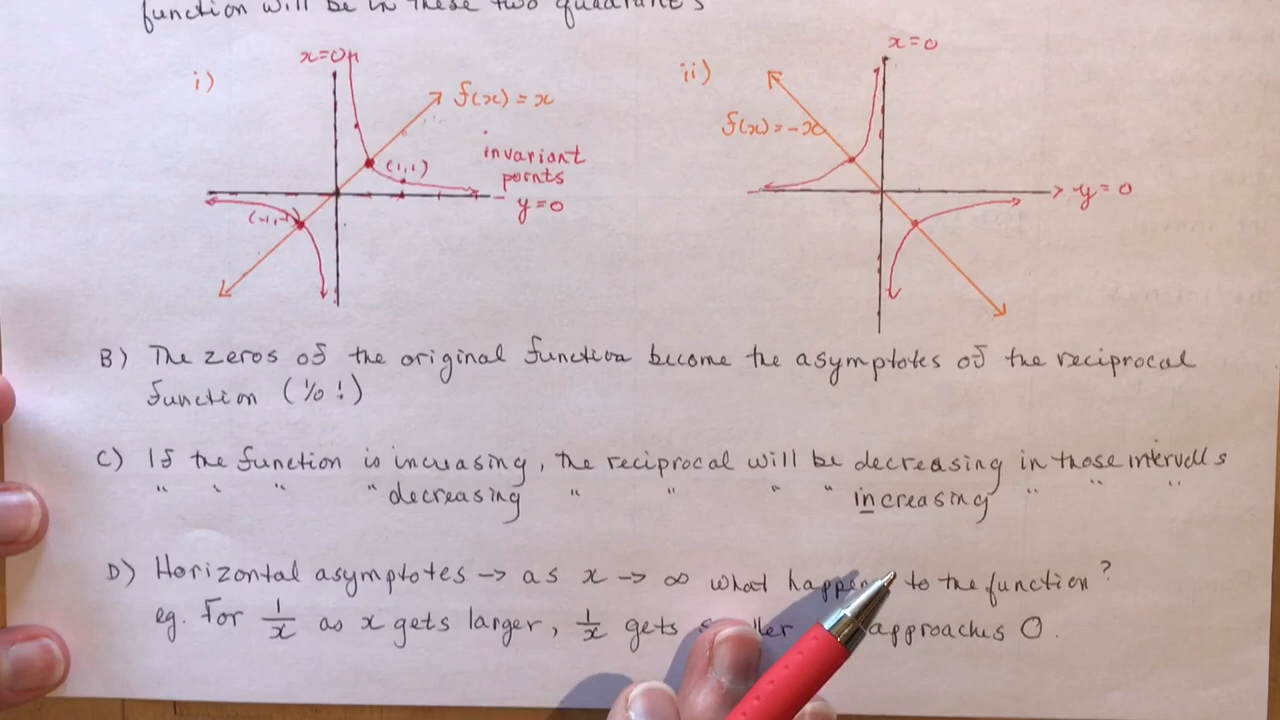 function will be in these two quadrants
i)
x=0
f(x) = x
(1,1)
invariant
points
y=0
(-1,-1)
ii)
x=0
f(x)=-x
y=0
B) The zeros of the original function become the asymptotes of the reciprocal
function (1/0!)
C) If the function is increasing, the reciprocal will be decreasing in those intervals
" " " " decreasing " " " " increasing " " "
D) Horizontal asymptotes → as x → ∞ what happens to the function?
eg. For 1/x as x gets larger, 1/x gets approaches 0.